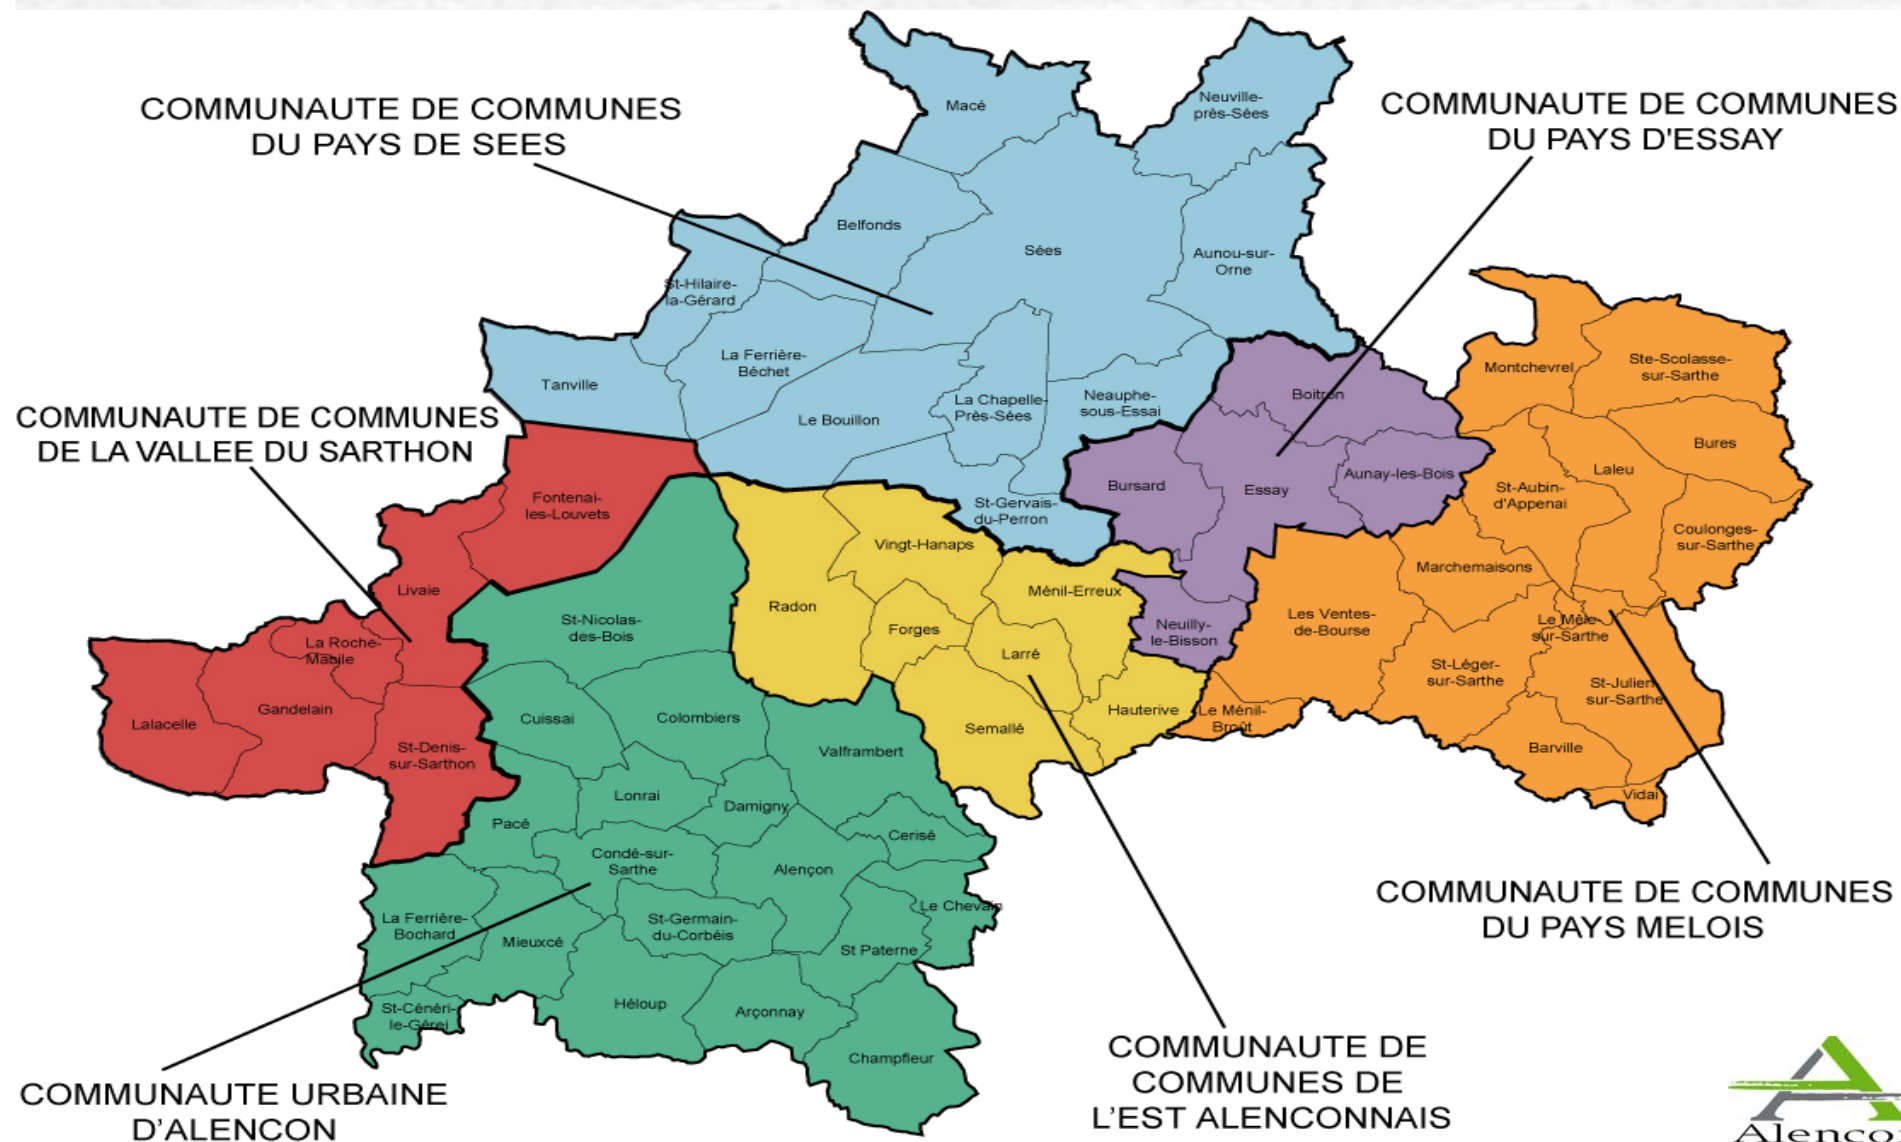 COMMUNAUTE DE COMMUNES
DU PAYS DE SEES
COMMUNAUTE DE COMMUNES
DU PAYS D'ESSAY
COMMUNAUTE DE COMMUNES
DE LA VALLEE DU SARTHON
Macé
Neuville-
près-Sées
Belfonds
Sées
Aunou-sur-
Orne
St-Hilaire-
la-Gérard
La Ferrière-
Béchet
Tanville
Le Bouillon
La Chapelle-
Près-Sées
Neauphe-
sous-Essai
St-Gervais-
du-Perron
Boitron
Bursard
Essay
Aunay-les-Bois
Neuilly-
le-Bisson
Montchevrel
Ste-Scolasse-
sur-Sarthe
Bures
Laleu
St-Aubin-
d'Appenai
Coulonges-
sur-Sarthe
Marchemaisons
Les Ventes-
de-Bourse
Le Mêle-
sur-Sarthe
St-Léger-
sur-Sarthe
St-Julien
sur-Sarthe
Le Ménil-
Broût
Barville
Vidai
Fontenai-
les-Louvets
Livaie
La Roche-
Mabile
Gandelain
Lalacelle
St-Denis-
sur-Sarthon
Vingt-Hanaps
Radon
Forges
Ménil-Erreux
Larré
Semallé
Hauterive
St-Nicolas-
des-Bois
Cuissai
Colombiers
Valframbert
Lonrai
Damigny
Pacé
Cerisé
Condé-sur-
Sarthe
Alençon
La Ferrière-
Bochard
Mieuxcé
St-Germain-
du-Corbéis
Le Chevain
St Paterne
St-Cénéri-
le-Gérei
Héloup
Arçonnay
Champfleur
COMMUNAUTE DE COMMUNES
DU PAYS MELOIS
COMMUNAUTE DE
COMMUNES DE
L'EST ALENCONNAIS
COMMUNAUTE URBAINE
D'ALENCON